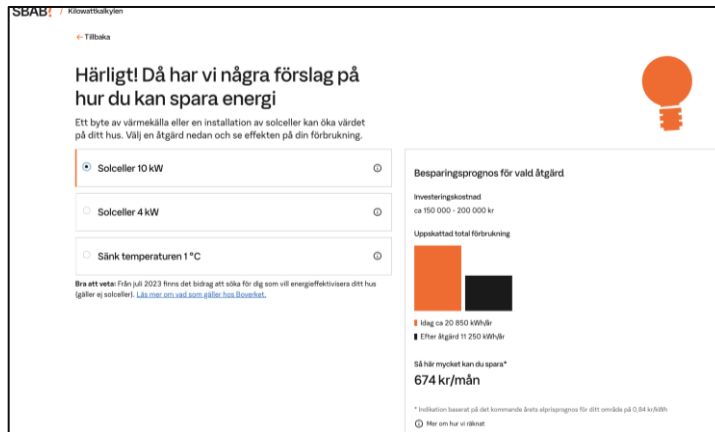 SBAB! / Kilowattkalkylen
← Tillbaka
Härligt! Då har vi några förslag på
hur du kan spara energi
Ett byte av värmekälla eller en installation av solceller kan öka värdet
på ditt hus. Välj en åtgärd nedan och se effekten på din förbrukning.
Solceller 10 kW
Solceller 4 kW
Sänk temperaturen 1 °C
Bra att veta: Från juli 2023 finns det bidrag att söka för dig som vill energieffektivisera ditt hus
(gäller ej solceller). Läs mer om vad som gäller hos Boverket.
Besparingsprognos för vald åtgärd
Investeringskostnad
ca 150 000 - 200 000 kr
Uppskattad total förbrukning
Idag ca 20 850 kWh/år
Efter åtgärd 11 250 kWh/år
Så här mycket kan du spara*
674 kr/mån
* Indikation baserat på det kommande årets elprisprognos för ditt område på 0,84 kr/kWh
Mer om hur vi räknat